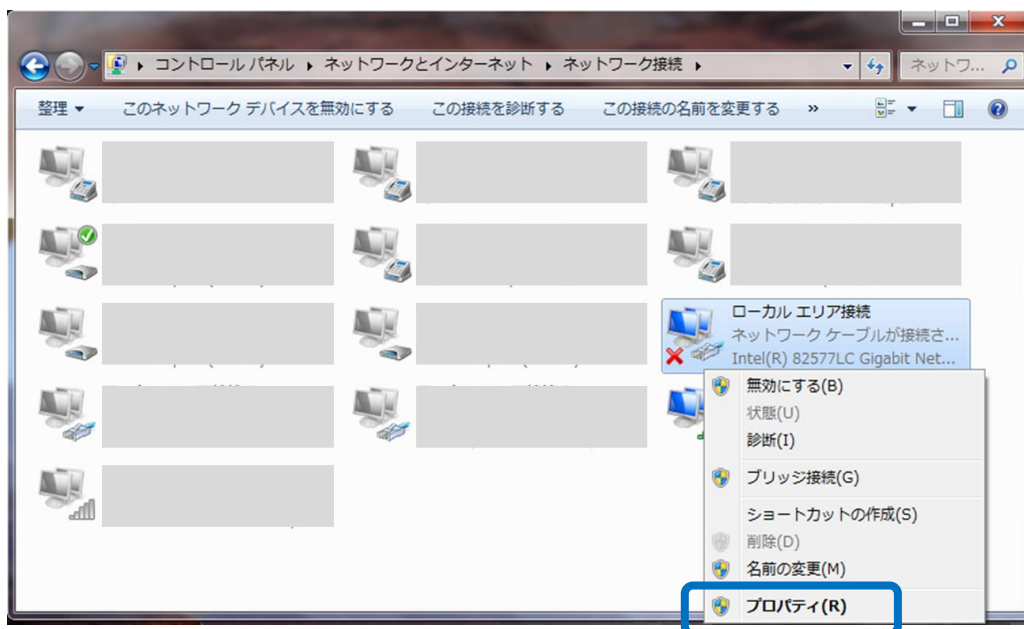 コントロール パネル ▸ ネットワークとインターネット ▸ ネットワーク接続 ▸
ネットワ...
整理 このネットワーク デバイスを無効にする この接続を診断する この接続の名前を変更する »
ローカル エリア接続
ネットワーク ケーブルが接続さ...
Intel(R) 82577LC Gigabit Net...
無効にする(B)
状態(U)
診断(I)
ブリッジ接続(G)
ショートカットの作成(S)
削除(D)
名前の変更(M)
プロパティ(R)